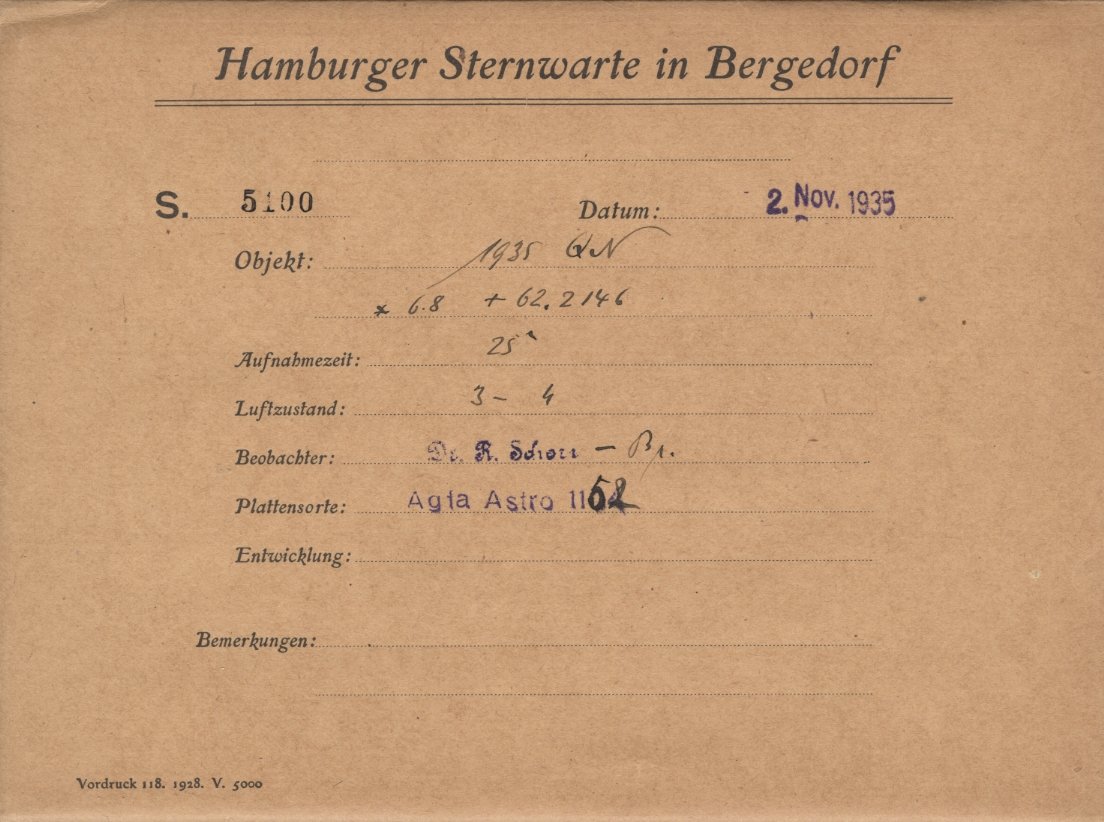 Hamburger Sternwarte in Bergedorf
S. 5100 Datum: 2. Nov. 1935
Objekt: 1935 QN
* 6.8 + 62.2146
Aufnahmezeit: 25
Luftzustand: 3 – 4
Beobachter: Dr. R. Schorr – Br.
Plattensorte: Agfa Astro 1152
Entwicklung:
Bemerkungen:
Vordruck 118. 1928. V. 5000